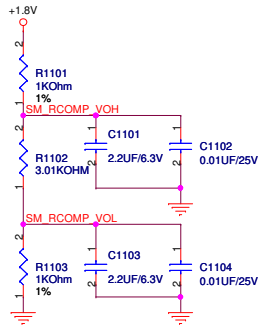 +1.8V
2
R1101
1KOhm
1%
1
SM_RCOMP_VOH
2
R1102
3.01KOHM
1
1
C1101
2.2UF/6.3V
2
1
C1102
0.01UF/25V
2
SM_RCOMP_VOL
2
R1103
1KOhm
1%
1
1
C1103
2.2UF/6.3V
2
1
C1104
0.01UF/25V
2